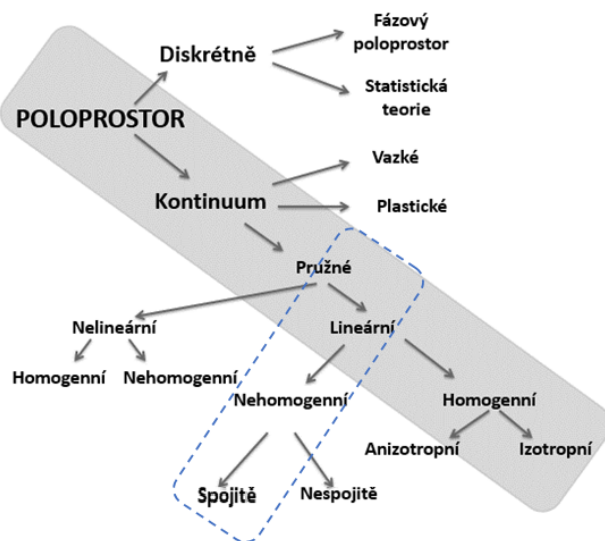 Fázový
poloprostor
Diskrétně
Statistická
teorie
POLOPROSTOR
Vazké
Kontinuum
Plastické
Pružné
Nelineární
Lineární
Homogenní
Nehomogenní
Nehomogenní
Homogenní
Anizotropní
Izotropní
Spojitě
Nespojitě